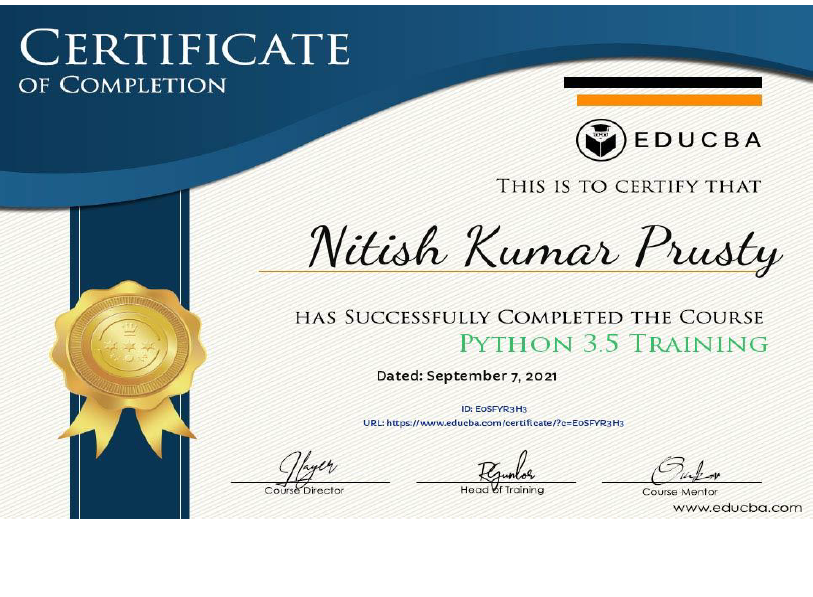 CERTIFICATE
OF COMPLETION
EDUCBA
THIS IS TO CERTIFY THAT
Nitish Kumar Prusty
HAS SUCCESSFULLY COMPLETED THE COURSE
PYTHON 3.5 TRAINING
Dated: September 7, 2021
ID: E0SFYR3H3
URL: https://www.educba.com/certificate/?c=E0SFYR3H3
Course Director
Head of Training
Course Mentor
www.educba.com